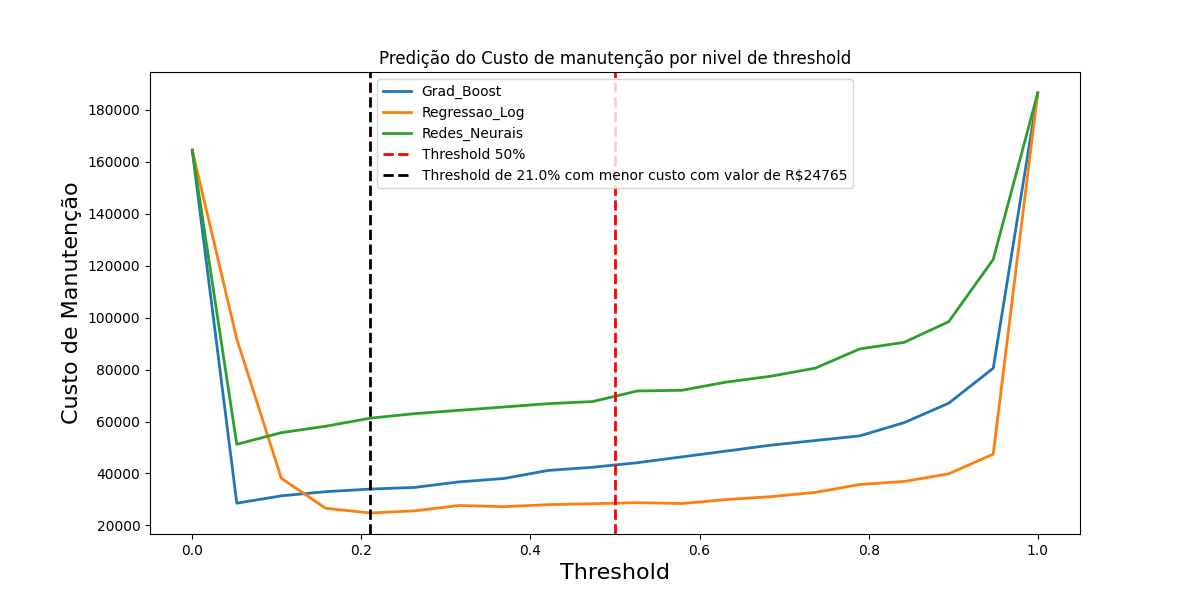 Predição do Custo de manutenção por nivel de threshold
Grad_Boost
Regressao_Log
Redes_Neurais
Threshold 50%
Threshold de 21.0% com menor custo com valor de R$24765
Custo de Manutenção
180000
160000
140000
120000
100000
80000
60000
40000
20000
0.0 0.2 0.4 0.6 0.8 1.0
Threshold